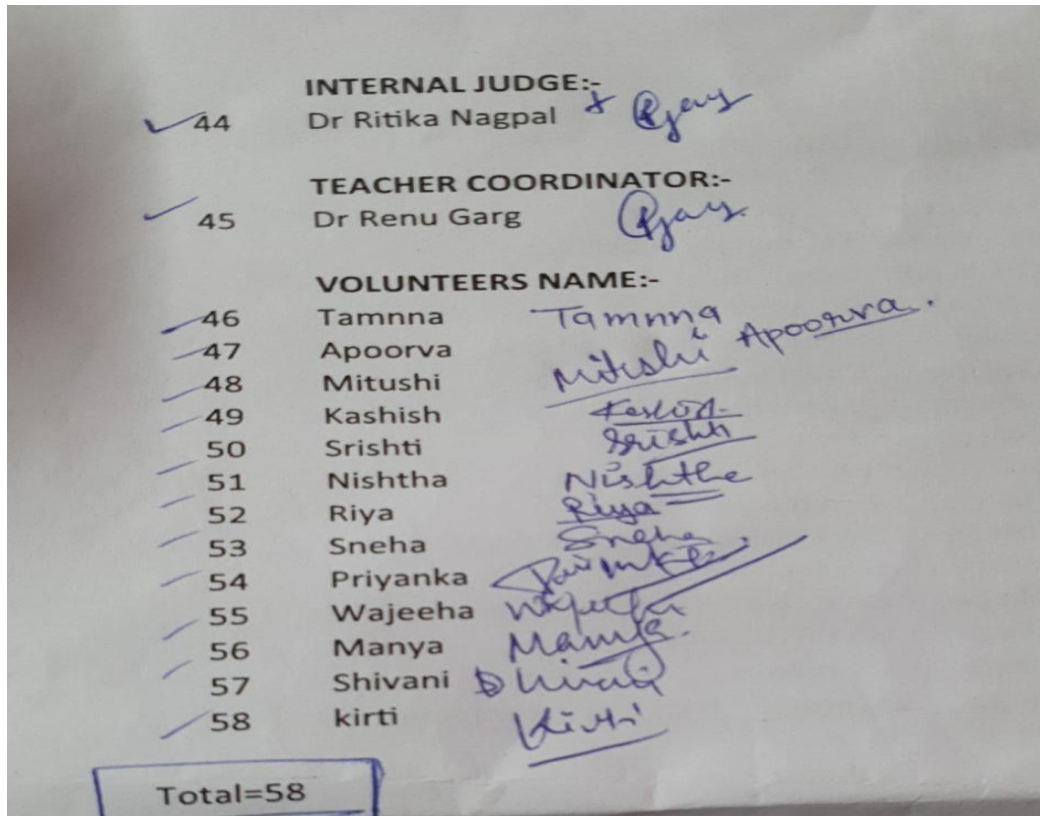 INTERNAL JUDGE:-
44 Dr Ritika Nagpal
TEACHER COORDINATOR:-
45 Dr Renu Garg
VOLUNTEERS NAME:-
46 Tamnna Tamnna
47 Apoorva Apoorva.
48 Mitushi Mitushi
49 Kashish
50 Srishti Srishti
51 Nishtha Nishtha
52 Riya Riya
53 Sneha Sneha
54 Priyanka
55 Wajeeha Wajeeha
56 Manya Manya.
57 Shivani Shivani
58 kirti Kirti
Total=58